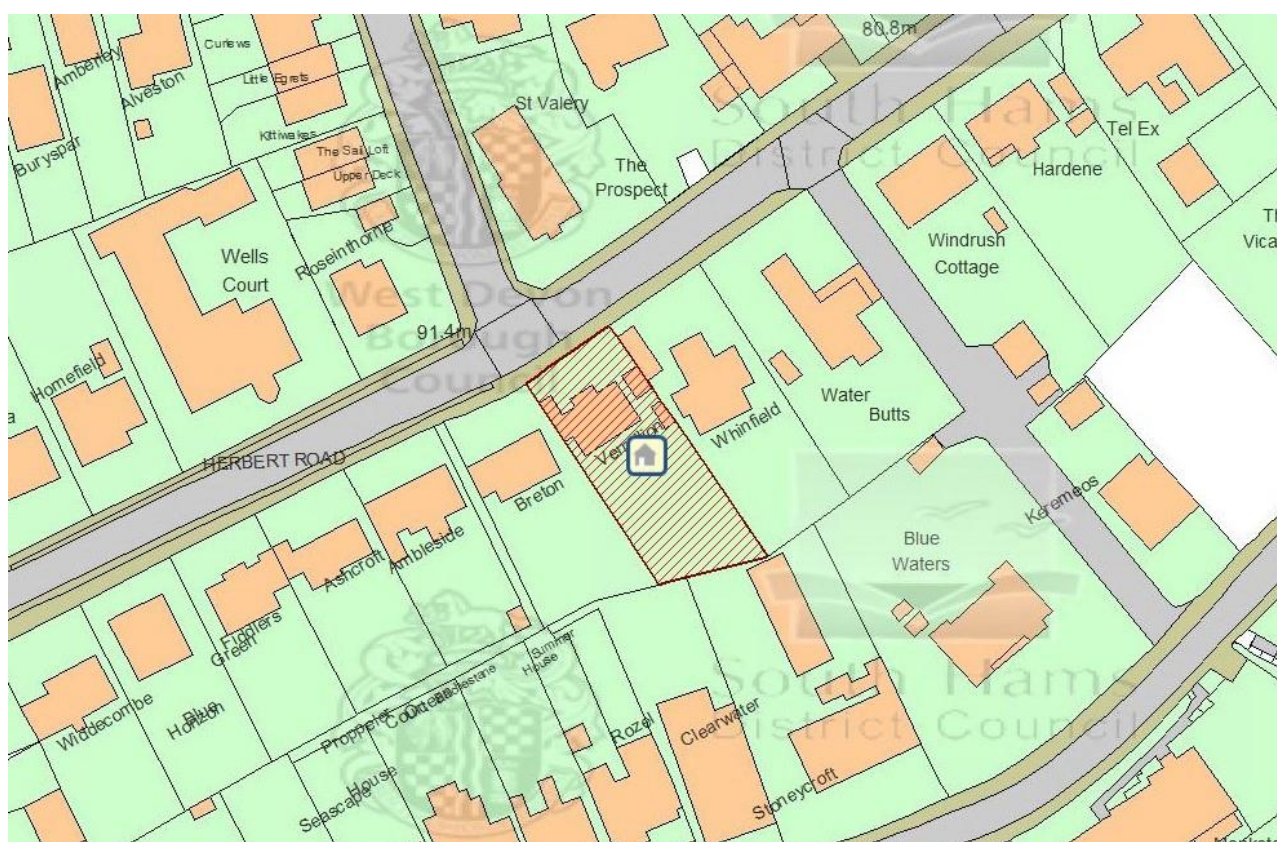 80.8m
Curlews
Amberley
Alveston
Little Egrets
St Valery
South Hams
District Council
Tel Ex
Kittiwakes
Buryspar
The Sail Loft
Upper Deck
The
Prospect
Hardene
Wells
Court
Roseinthorne
Windrush
Cottage
West Devon
Borough
Council
91.4m
Homefield
Water
Butts
Whinfield
HERBERT ROAD
Breton
Ambleside
Ashcroft
Keremeos
Blue
Waters
Fiddlers
Green
Summer
House
Widdecombe
Blue
Horizon
Propeller
Court
Rozel
Clearwater
South Hams
District Council
Seascape
House
Stoneycroft